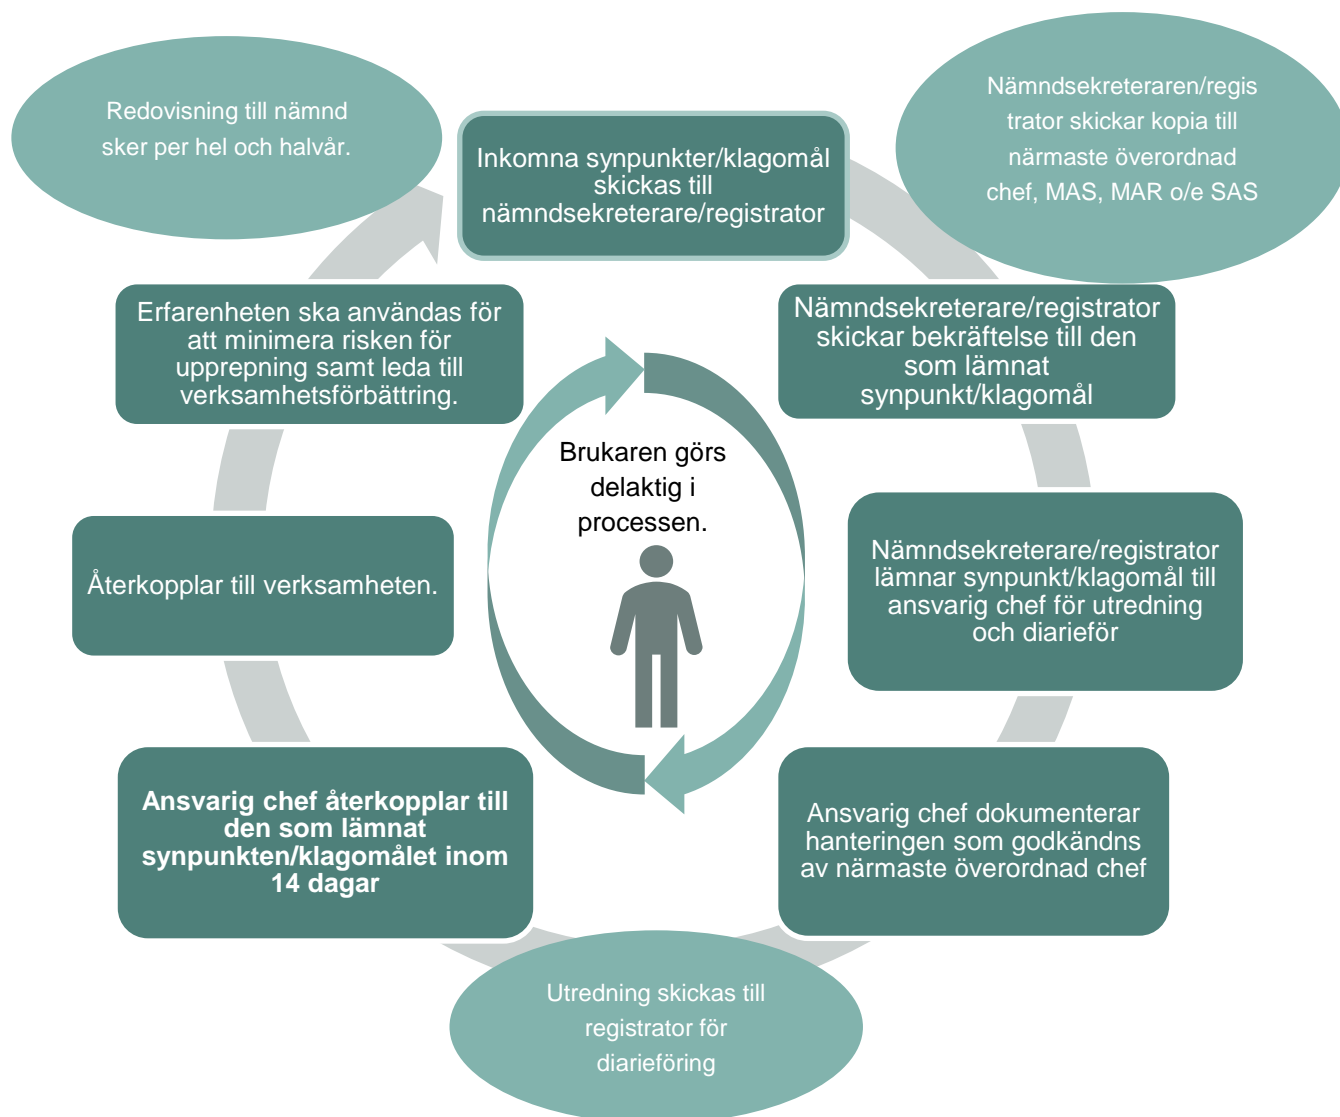 Redovisning till nämnd
sker per hel och halvår.
Inkomna synpunkter/klagomål
skickas till
nämndsekreterare/registrator
Nämndsekreteraren/regis
trator skickar kopia till
närmaste överordnad
chef, MAS, MAR o/e SAS
Nämndsekreterare/registrator
skickar bekräftelse till den
som lämnat
synpunkt/klagomål
Nämndsekreterare/registrator
lämnar synpunkt/klagomål till
ansvarig chef för utredning
och diarieför
Ansvarig chef dokumenterar
hanteringen som godkändns
av närmaste överordnad chef
Utredning skickas till
registrator för
diarieföring
Ansvarig chef återkopplar till
den som lämnat
synpunkten/klagomålet inom
14 dagar
Återkopplar till verksamheten.
Erfarenheten ska användas för
att minimera risken för
upprepning samt leda till
verksamhetsförbättring.
Brukaren görs
delaktig i
processen.